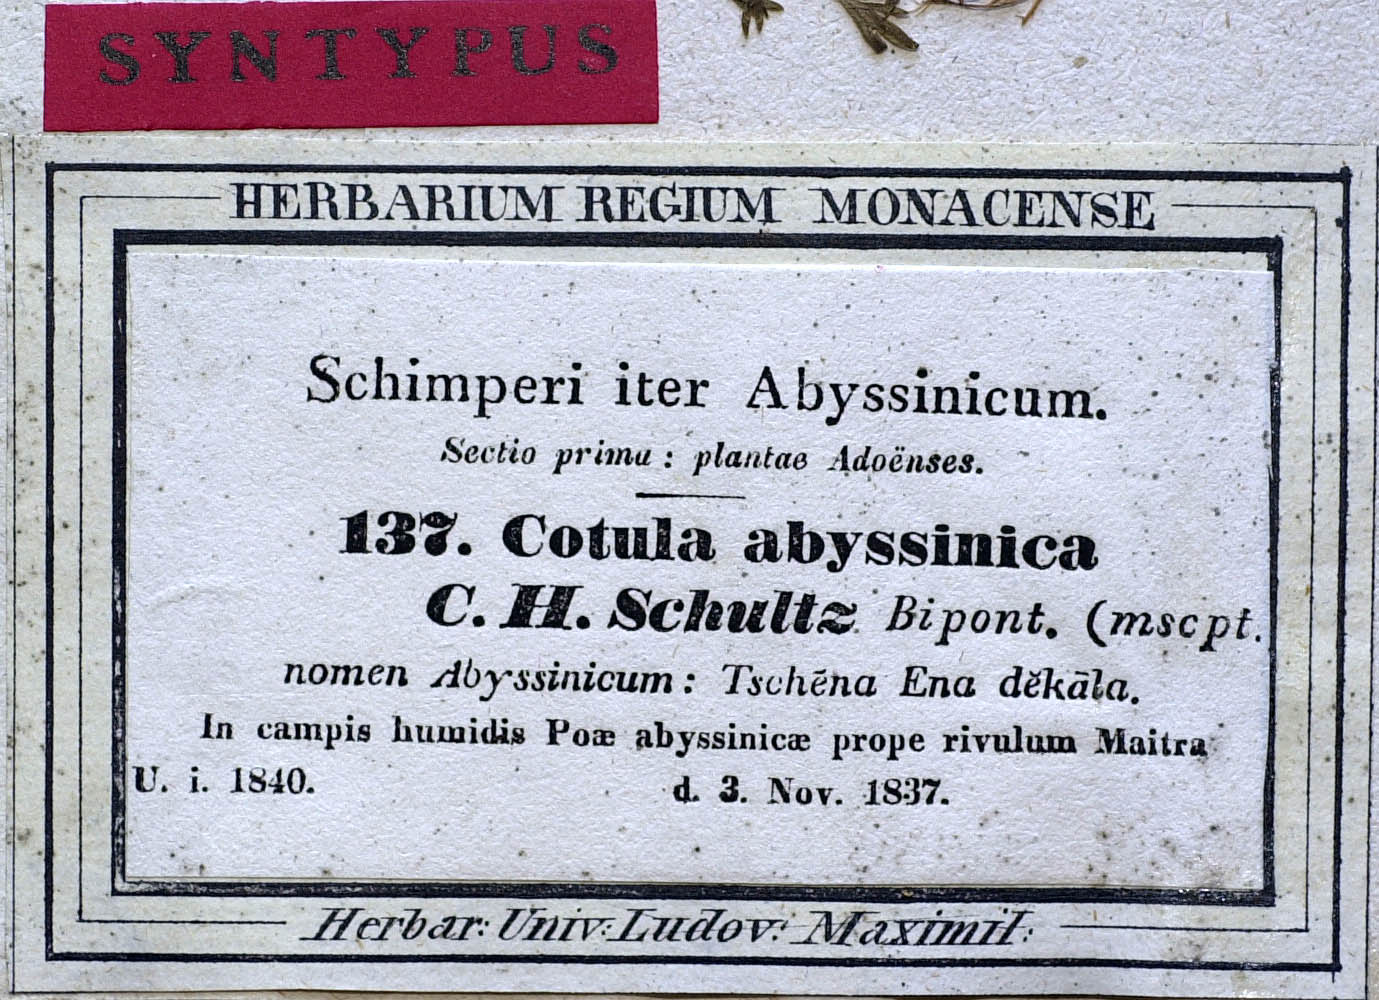 SYNTYPUS
HERBARIUM REGIUM MONACENSE
Schimperi iter Abyssinicum.
Sectio prima: plantae Adoënses.
137. Cotula abyssinica
C. H. Schultz Bipont. (mscpt.
nomen Abyssinicum: Tschēna Ena dĕkāla.
In campis humidis Poæ abyssinicæ prope rivulum Maitra
U. i. 1840. d. 3. Nov. 1837.
Herbar: Univ: Ludov: Maximil: